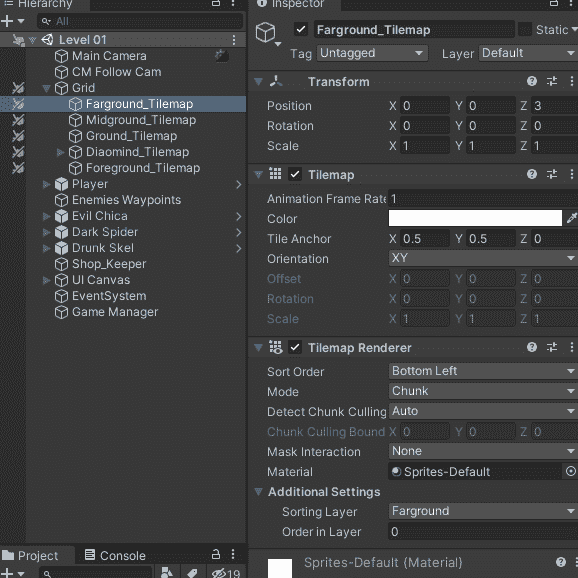 Hierarchy
Inspector
All
Level 01
Main Camera
CM Follow Cam
Grid
Farground_Tilemap
Midground_Tilemap
Ground_Tilemap
Diaomind_Tilemap
Foreground_Tilemap
Player
Enemies Waypoints
Evil Chica
Dark Spider
Drunk Skel
Shop_Keeper
UI Canvas
EventSystem
Game Manager
Project
Console
19
Farground_Tilemap
Static
Tag Untagged Layer Default
Transform
Position X 0 Y 0 Z 3
Rotation X 0 Y 0 Z 0
Scale X 1 Y 1 Z 1
Tilemap
Animation Frame Rate 1
Color
Tile Anchor X 0.5 Y 0.5 Z 0
Orientation XY
Offset X 0 Y 0 Z 0
Rotation X 0 Y 0 Z 0
Scale X 1 Y 1 Z 1
Tilemap Renderer
Sort Order Bottom Left
Mode Chunk
Detect Chunk Culling Auto
Chunk Culling Bound X 0 Y 0 Z 0
Mask Interaction None
Material Sprites-Default
Additional Settings
Sorting Layer Farground
Order in Layer 0
Sprites-Default (Material)